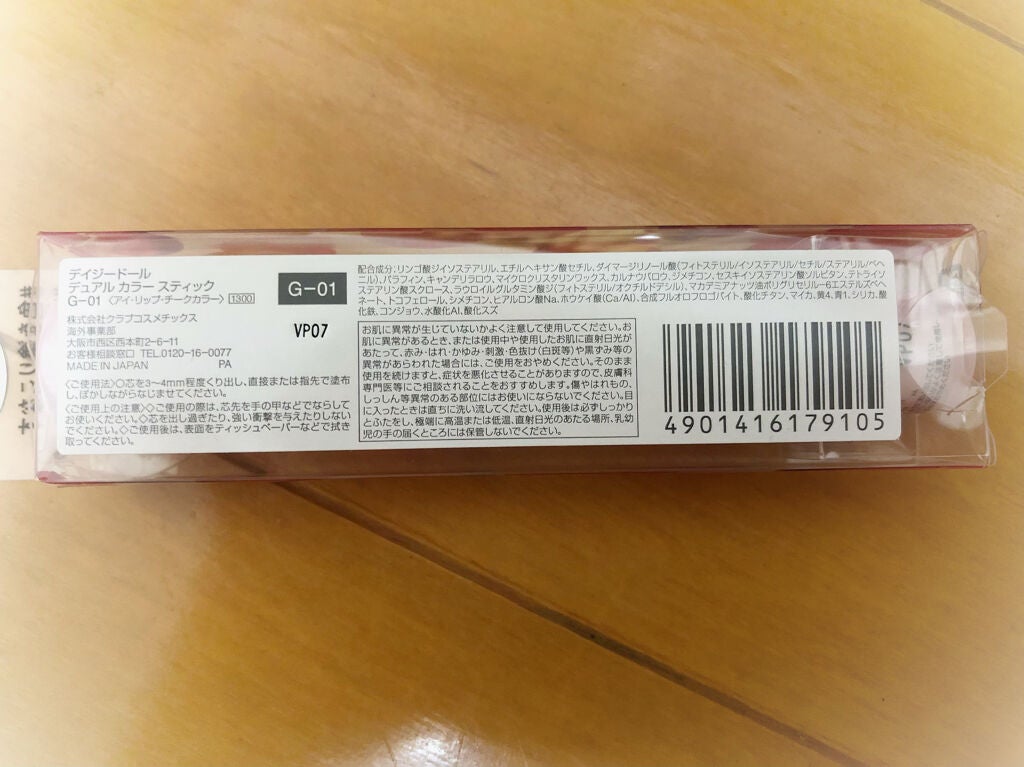 デイジードール
デュアル カラー スティック
G-01 〈アイ・リップ・チークカラー〉 1300
G-01
VP07
株式会社クラブコスメチックス
海外事業部
大阪市西区西本町2-6-11
お客様相談窓口 TEL.0120-16-0077
MADE IN JAPAN PA
〈ご使用法〉◇芯を3〜4mm程度くり出し、直接または指先で塗布
し、ぼかしながらなじませてください。
〈ご使用上の注意〉◇ご使用の際は、芯先を手の甲などでならして
お使いください。◇芯を出し過ぎたり、強い衝撃を与えたりしない
でください。◇ご使用後は、表面をティッシュペーパーなどで拭き
取ってください。
配合成分:リンゴ酸ジイソステアリル、エチルヘキサン酸セチル、ダイマージリノール酸(フィトステリル/イソステアリル/セチル/ステアリル/ベヘ
ニル)、パラフィン、キャンデリラロウ、マイクロクリスタリンワックス、カルナウバロウ、ジメチコン、セスキイソステアリン酸ソルビタン、テトライソ
ステアリン酸スクロース、ラウロイルグルタミン酸ジ(フィトステリル/オクチルドデシル)、マカデミアナッツ油ポリグリセリル-6エステルズベヘ
ネート、トコフェロール、シメチコン、ヒアルロン酸Na、ホウケイ酸(Ca/Al)、合成フルオロフロゴパイト、酸化チタン、マイカ、黄4、青1、シリカ、酸
化鉄、コンジョウ、水酸化Al、酸化スズ
お肌に異常が生じていないかよく注意して使用してください。お
肌に異常があるとき、または使用中や使用したお肌に直射日光が
あたって、赤み・はれ・かゆみ・刺激・色抜け(白斑等)や黒ずみ等の
異常があらわれた場合には、ご使用をおやめください。そのまま
使用を続けますと、症状を悪化させることがありますので、皮膚科
専門医等にご相談されることをおすすめします。傷やはれもの、
しっしん等異常のある部位にはお使いにならないでください。目
に入ったときは直ちに洗い流してください。使用後は必ずしっかり
とふたをし、極端に高温または低温、直射日光のあたる場所、乳幼
児の手の届くところには保管しないでください。
4901416179105
VP07